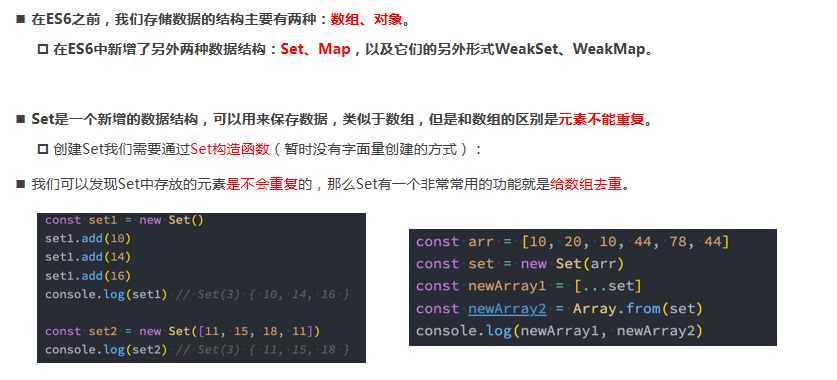 ■ 在ES6之前，我们存储数据的结构主要有两种：数组、对象。
□ 在ES6中新增了另外两种数据结构：Set、Map，以及它们的另外形式WeakSet、WeakMap。
■ Set是一个新增的数据结构，可以用来保存数据，类似于数组，但是和数组的区别是元素不能重复。
□ 创建Set我们需要通过Set构造函数（暂时没有字面量创建的方式）：
■ 我们可以发现Set中存放的元素是不会重复的，那么Set有一个非常常用的功能就是给数组去重。
const set1 = new Set()
set1.add(10)
set1.add(14)
set1.add(16)
console.log(set1) // Set(3) { 10, 14, 16 }

const set2 = new Set([11, 15, 18, 11])
console.log(set2) // Set(3) { 11, 15, 18 }
const arr = [10, 20, 10, 44, 78, 44]
const set = new Set(arr)
const newArray1 = [...set]
const newArray2 = Array.from(set)
console.log(newArray1, newArray2)